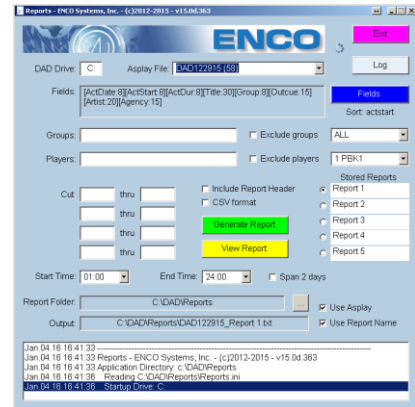 Reports - ENCO Systems, Inc. - (c)2012-2015 - v15.0d.363
ENCO
Exit
DAD Drive: C: Asplay File: DAD122915 (58) Log
Fields: [ActDate:8][ActStart:8][ActDur:8][Title:30][Group:8][Outcue:15]
[Artist:20][Agency:15]
Fields
Sort: actstart
Groups: Exclude groups ALL
Players: Exclude players 1 PBK1
Stored Reports
Cut thru Include Report Header Report 1
thru CSV format Report 2
thru Generate Report Report 3
Report 4
thru View Report Report 5
Start Time: 01:00 End Time: 24:00 Span 2 days
Report Folder: C:\DAD\Reports ... Use Asplay
Output: C:\DAD\Reports\DAD122915_Report 1.txt Use Report Name
Jan.04.16 16:41:33 ----------------------------------------------------------------
Jan.04.16 16:41:33 Reports - ENCO Systems, Inc. - (c)2012-2015 - v15.0d.363
Jan.04.16 16:41:33 Application Directory: c:\DAD\Reports
Jan.04.16 16:41:36 Reading C:\DAD\Reports\Reports.ini
Jan.04.16 16:41:36 Startup Drive: C: